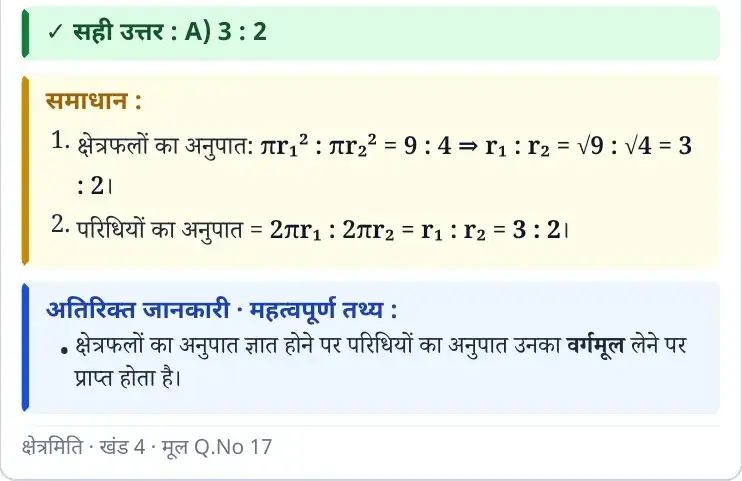 ✓ सही उत्तर : A) 3 : 2
समाधान :
1. क्षेत्रफलों का अनुपात: πr₁² : πr₂² = 9 : 4 ⇒ r₁ : r₂ = √9 : √4 = 3
: 2।
2. परिधियों का अनुपात = 2πr₁ : 2πr₂ = r₁ : r₂ = 3 : 2।
अतिरिक्त जानकारी · महत्वपूर्ण तथ्य :
• क्षेत्रफलों का अनुपात ज्ञात होने पर परिधियों का अनुपात उनका वर्गमूल लेने पर
प्राप्त होता है।
क्षेत्रमिति · खंड 4 · मूल Q.No 17